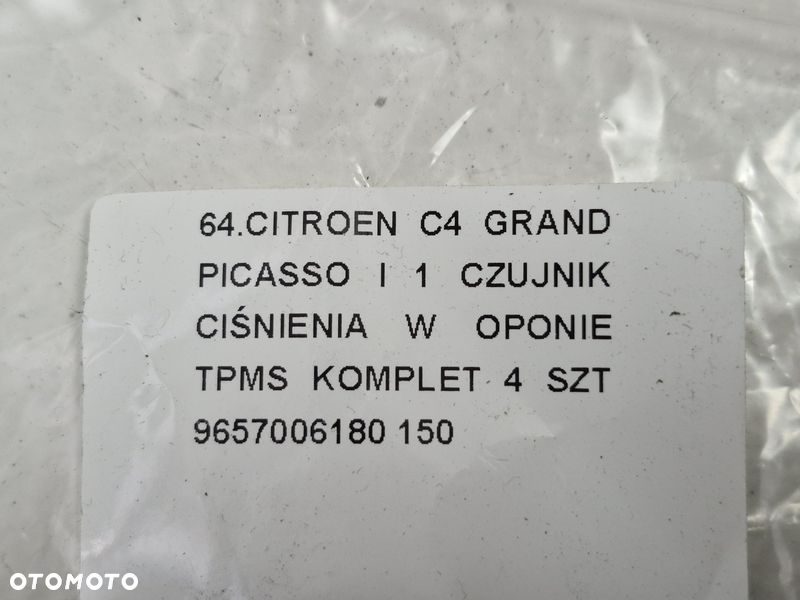 64.CITROEN C4 GRAND
PICASSO I 1 CZUJNIK
CIŚNIENIA W OPONIE
TPMS KOMPLET 4 SZT
9657006180 150
OTOMOTO